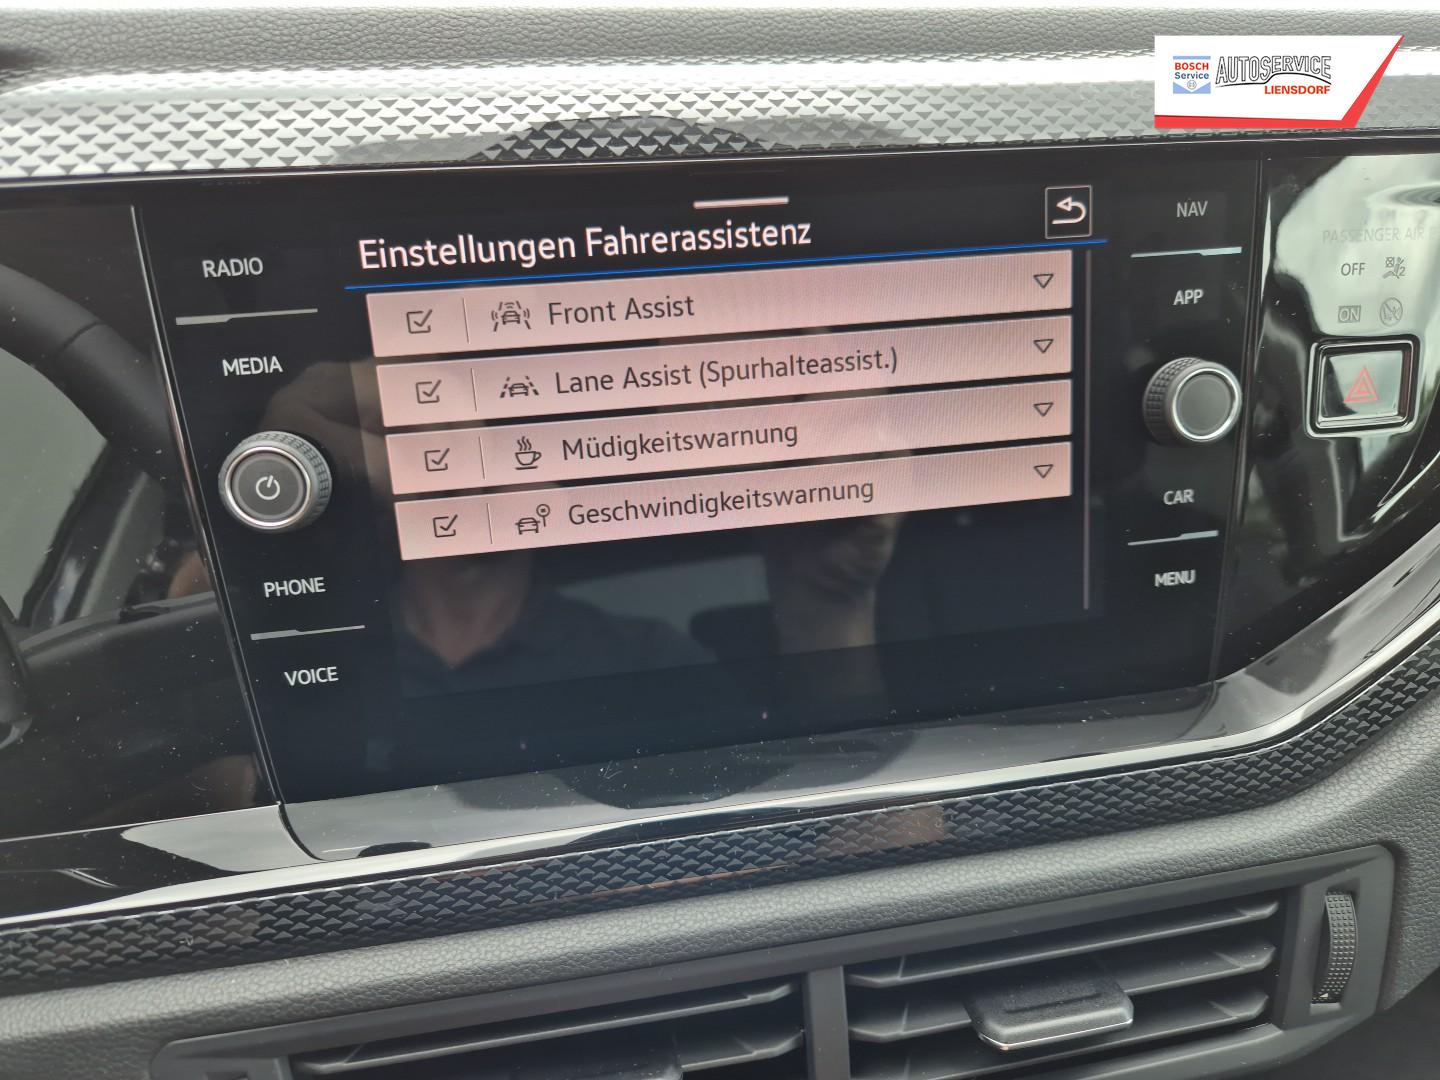 BOSCH
Service
AUTOSERVICE
LIENSDORF
RADIO
MEDIA
PHONE
VOICE
Einstellungen Fahrerassistenz
Front Assist
Lane Assist (Spurhalteassist.)
Müdigkeitswarnung
Geschwindigkeitswarnung
NAV
APP
CAR
MENU
PASSENGER AIR
OFF
2
ON